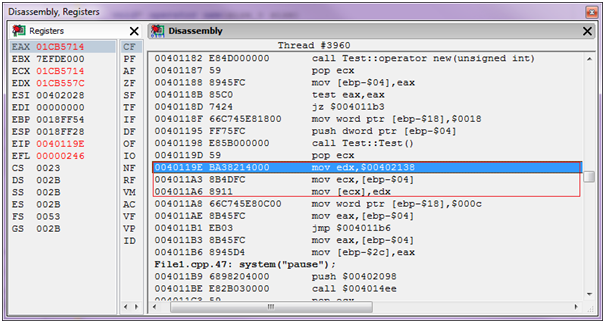 Disassembly, Registers
Registers
EAX 01CB5714 CF
EBX 7EFDE000 PF
ECX 01CB5714 AF
EDX 01CB557C ZF
ESI 00402028 SF
EDI 00000000 TF
EBP 0018FF54 IF
ESP 0018FF28 DF
EIP 0040119E OF
EFL 00000246 IO
CS 0023 NF
DS 002B RF
SS 002B VM
ES 002B AC
FS 0053 VF
GS 002B VP
ID
Disassembly
Thread #3960
00401182 E84D000000 call Test::operator new(unsigned int)
00401187 59 pop ecx
00401188 8945FC mov [ebp-$04],eax
0040118B 85C0 test eax,eax
0040118D 7424 jz $004011b3
0040118F 66C745E81800 mov word ptr [ebp-$18],$0018
00401195 FF75FC push dword ptr [ebp-$04]
00401198 E85B000000 call Test::Test()
0040119D 59 pop ecx
0040119E BA38214000 mov edx,$00402138
004011A3 8B4DFC mov ecx,[ebp-$04]
004011A6 8911 mov [ecx],edx
004011A8 66C745E80C00 mov word ptr [ebp-$18],$000c
004011AE 8B45FC mov eax,[ebp-$04]
004011B1 EB03 jmp $004011b6
004011B3 8B45FC mov eax,[ebp-$04]
004011B6 8945D4 mov [ebp-$2c],eax
File1.cpp.47: system("pause");
004011B9 6898204000 push $00402098
004011BE E82B030000 call $004014ee
004011C3 59 pop ecx